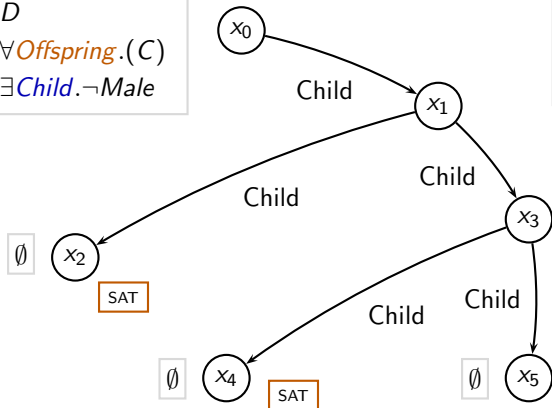 D
∀Offspring.(C)
∃Child.¬Male
x0
Child
x1
Child
Child
x3
∅
x2
SAT
Child
Child
∅
x4
SAT
∅
x5